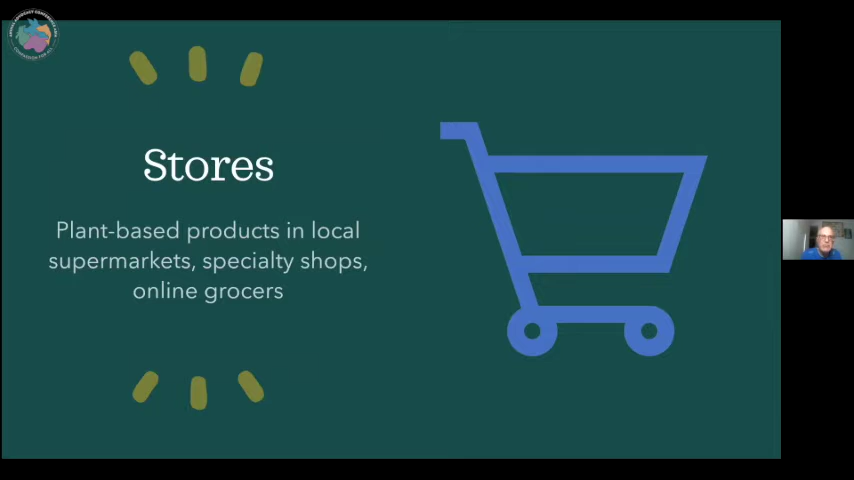 Stores
Plant-based products in local
supermarkets, specialty shops,
online grocers